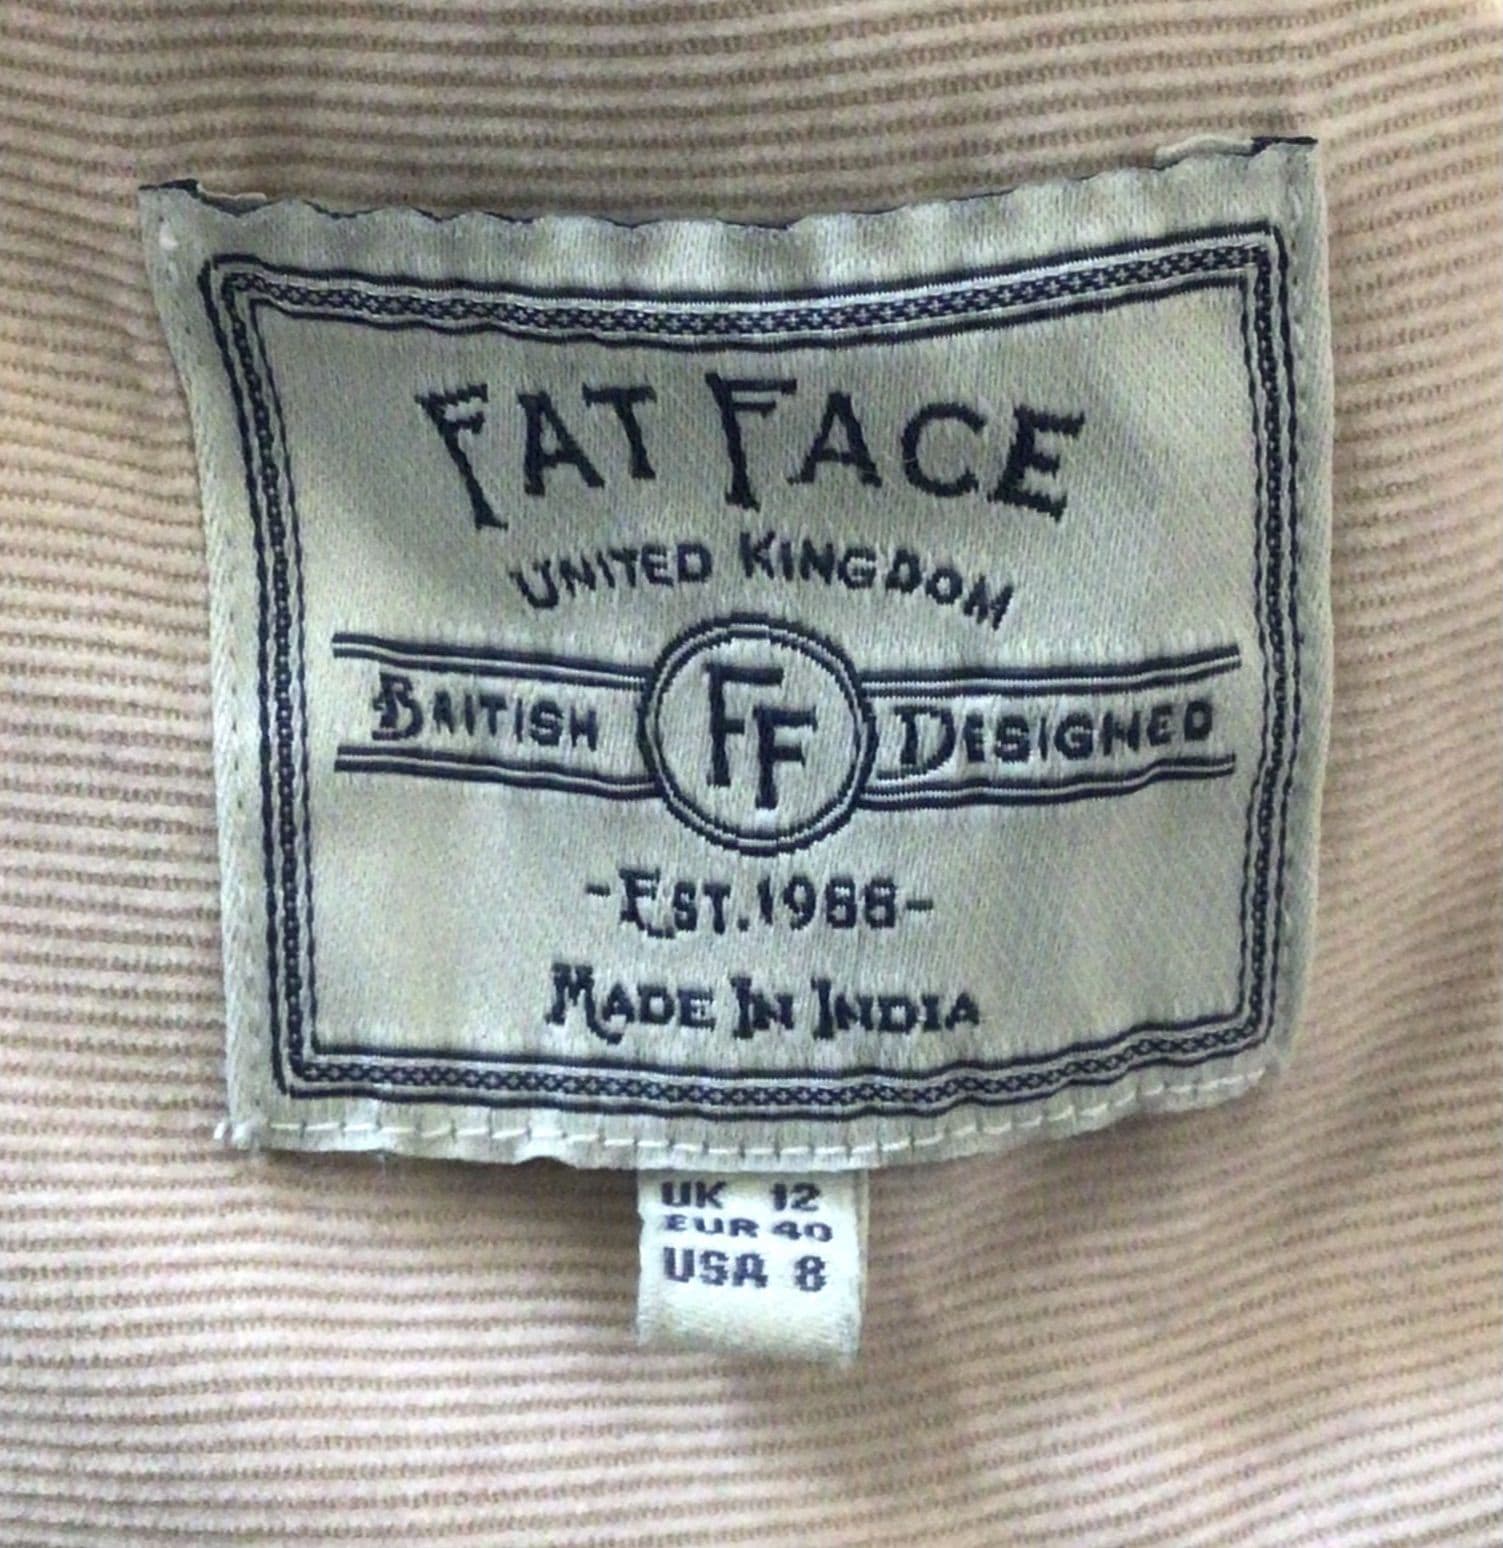 FAT FACE
UNITED KINGDOM
BRITISH FF DESIGNED
-EST.1988-
MADE IN INDIA
UK 12
EUR 40
USA 8